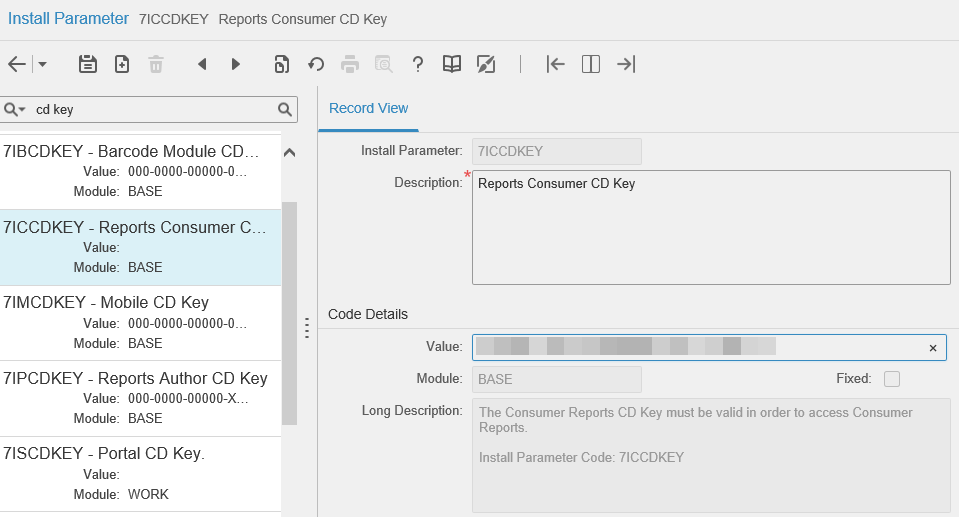 Install Parameter 7ICCDKEY Reports Consumer CD Key
cd key
7IBCDKEY - Barcode Module CD...
Value: 000-0000-00000-0...
Module: BASE
7ICCDKEY - Reports Consumer C...
Value:
Module: BASE
7IMCDKEY - Mobile CD Key
Value: 000-0000-00000-0...
Module: BASE
7IPCDKEY - Reports Author CD Key
Value: 000-0000-00000-X...
Module: BASE
7ISCDKEY - Portal CD Key.
Value:
Module: WORK
Record View
Install Parameter: 7ICCDKEY
Description: * Reports Consumer CD Key
Code Details
Value:
Module: BASE Fixed:
Long Description: The Consumer Reports CD Key must be valid in order to access Consumer
Reports.
Install Parameter Code: 7ICCDKEY